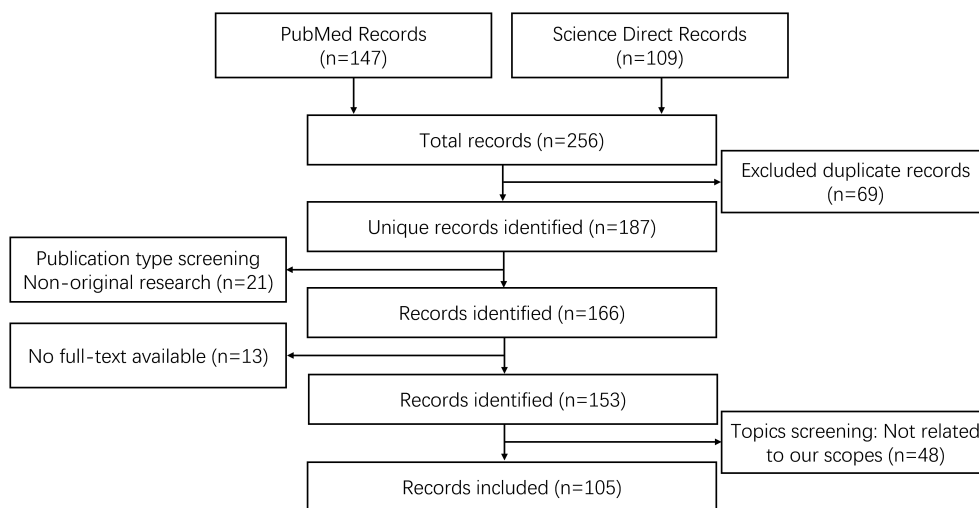 PubMed Records
(n=147)
Science Direct Records
(n=109)
Total records (n=256)
Excluded duplicate records
(n=69)
Unique records identified (n=187)
Publication type screening
Non-original research (n=21)
Records identified (n=166)
No full-text available (n=13)
Records identified (n=153)
Topics screening: Not related
to our scopes (n=48)
Records included (n=105)